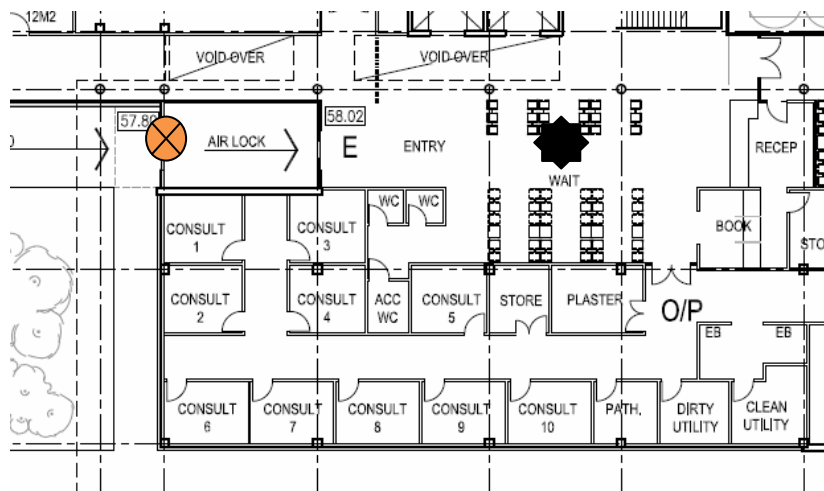 12M2
VOID OVER
VOID OVER
58.02
AIR LOCK
E
ENTRY
RECEP
WAIT
WC
WC
CONSULT
1
CONSULT
3
BOOK
CONSULT
2
CONSULT
4
ACC
WC
CONSULT
5
STORE
PLASTER
O/P
EB
EB
CONSULT
6
CONSULT
7
CONSULT
8
CONSULT
9
CONSULT
10
PATH.
DIRTY
UTILITY
CLEAN
UTILITY